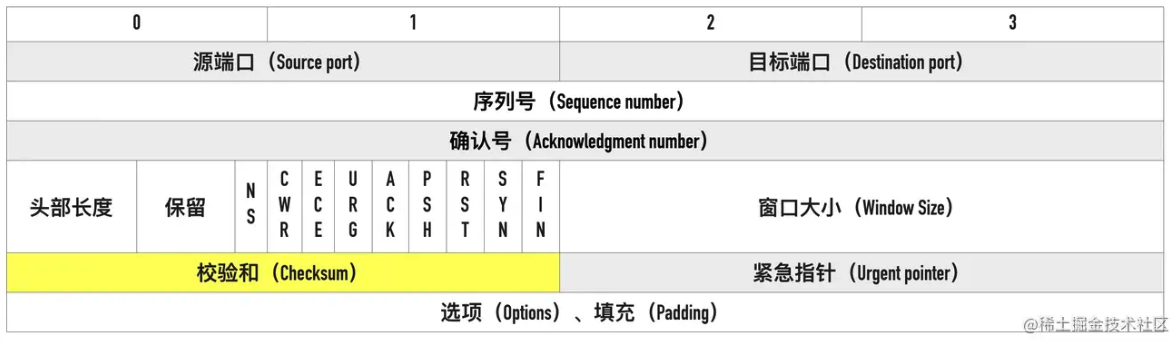 0 1 2 3
源端口（Source port） 目标端口（Destination port）
序列号（Sequence number）
确认号（Acknowledgment number）
头部长度 保留 NS CWR ECE URG ACK PSH RST SYN FIN 窗口大小（Window Size）
校验和（Checksum） 紧急指针（Urgent pointer）
选项（Options）、填充（Padding）
@稀土掘金技术社区